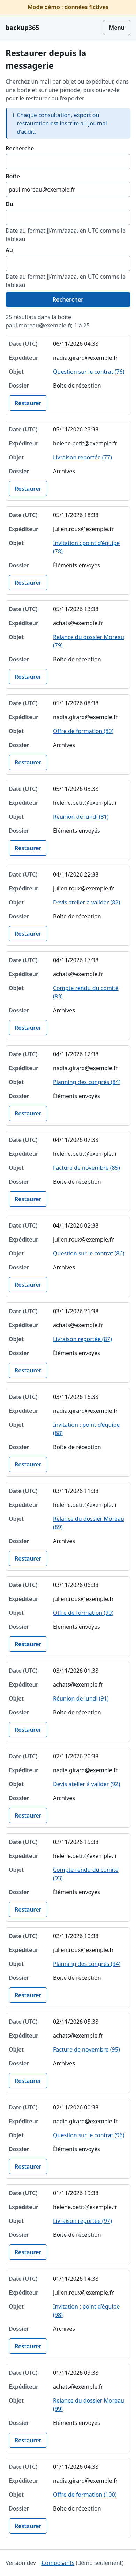 Mode démo : données fictives
backup365
Menu
Restaurer depuis la
messagerie
Cherchez un mail par objet ou expéditeur, dans
une boîte et sur une période, puis ouvrez-le
pour le restaurer ou l'exporter.
i Chaque consultation, export ou
restauration est inscrite au journal
d'audit.
Recherche
Boîte
paul.moreau@exemple.fr
Du
Date au format jj/mm/aaaa, en UTC comme le
tableau
Au
Date au format jj/mm/aaaa, en UTC comme le
tableau
Rechercher
25 résultats dans la boîte
paul.moreau@exemple.fr, 1 à 25
Date (UTC) 06/11/2026 04:38
Expéditeur nadia.girard@exemple.fr
Objet Question sur le contrat (76)
Dossier Boîte de réception
Restaurer
Date (UTC) 05/11/2026 23:38
Expéditeur helene.petit@exemple.fr
Objet Livraison reportée (77)
Dossier Archives
Restaurer
Date (UTC) 05/11/2026 18:38
Expéditeur julien.roux@exemple.fr
Objet Invitation : point d'équipe
(78)
Dossier Éléments envoyés
Restaurer
Date (UTC) 05/11/2026 13:38
Expéditeur achats@exemple.fr
Objet Relance du dossier Moreau
(79)
Dossier Boîte de réception
Restaurer
Date (UTC) 05/11/2026 08:38
Expéditeur nadia.girard@exemple.fr
Objet Offre de formation (80)
Dossier Archives
Restaurer
Date (UTC) 05/11/2026 03:38
Expéditeur helene.petit@exemple.fr
Objet Réunion de lundi (81)
Dossier Éléments envoyés
Restaurer
Date (UTC) 04/11/2026 22:38
Expéditeur julien.roux@exemple.fr
Objet Devis atelier à valider (82)
Dossier Boîte de réception
Restaurer
Date (UTC) 04/11/2026 17:38
Expéditeur achats@exemple.fr
Objet Compte rendu du comité
(83)
Dossier Archives
Restaurer
Date (UTC) 04/11/2026 12:38
Expéditeur nadia.girard@exemple.fr
Objet Planning des congrés (84)
Dossier Éléments envoyés
Restaurer
Date (UTC) 04/11/2026 07:38
Expéditeur helene.petit@exemple.fr
Objet Facture de novembre (85)
Dossier Boîte de réception
Restaurer
Date (UTC) 04/11/2026 02:38
Expéditeur julien.roux@exemple.fr
Objet Question sur le contrat (86)
Dossier Archives
Restaurer
Date (UTC) 03/11/2026 21:38
Expéditeur achats@exemple.fr
Objet Livraison reportée (87)
Dossier Éléments envoyés
Restaurer
Date (UTC) 03/11/2026 16:38
Expéditeur nadia.girard@exemple.fr
Objet Invitation : point d'équipe
(88)
Dossier Boîte de réception
Restaurer
Date (UTC) 03/11/2026 11:38
Expéditeur helene.petit@exemple.fr
Objet Relance du dossier Moreau
(89)
Dossier Archives
Restaurer
Date (UTC) 03/11/2026 06:38
Expéditeur julien.roux@exemple.fr
Objet Offre de formation (90)
Dossier Éléments envoyés
Restaurer
Date (UTC) 03/11/2026 01:38
Expéditeur achats@exemple.fr
Objet Réunion de lundi (91)
Dossier Boîte de réception
Restaurer
Date (UTC) 02/11/2026 20:38
Expéditeur nadia.girard@exemple.fr
Objet Devis atelier à valider (92)
Dossier Archives
Restaurer
Date (UTC) 02/11/2026 15:38
Expéditeur helene.petit@exemple.fr
Objet Compte rendu du comité
(93)
Dossier Éléments envoyés
Restaurer
Date (UTC) 02/11/2026 10:38
Expéditeur julien.roux@exemple.fr
Objet Planning des congrès (94)
Dossier Boîte de réception
Restaurer
Date (UTC) 02/11/2026 05:38
Expéditeur achats@exemple.fr
Objet Facture de novembre (95)
Dossier Archives
Restaurer
Date (UTC) 02/11/2026 00:38
Expéditeur nadia.girard@exemple.fr
Objet Question sur le contrat (96)
Dossier Éléments envoyés
Restaurer
Date (UTC) 01/11/2026 19:38
Expéditeur helene.petit@exemple.fr
Objet Livraison reportée (97)
Dossier Boîte de réception
Restaurer
Date (UTC) 01/11/2026 14:38
Expéditeur julien.roux@exemple.fr
Objet Invitation : point d'équipe
(98)
Dossier Archives
Restaurer
Date (UTC) 01/11/2026 09:38
Expéditeur achats@exemple.fr
Objet Relance du dossier Moreau
(99)
Dossier Éléments envoyés
Restaurer
Date (UTC) 01/11/2026 04:38
Expéditeur nadia.girard@exemple.fr
Objet Offre de formation (100)
Dossier Boîte de réception
Restaurer
Version dev Composants (démo seulement)